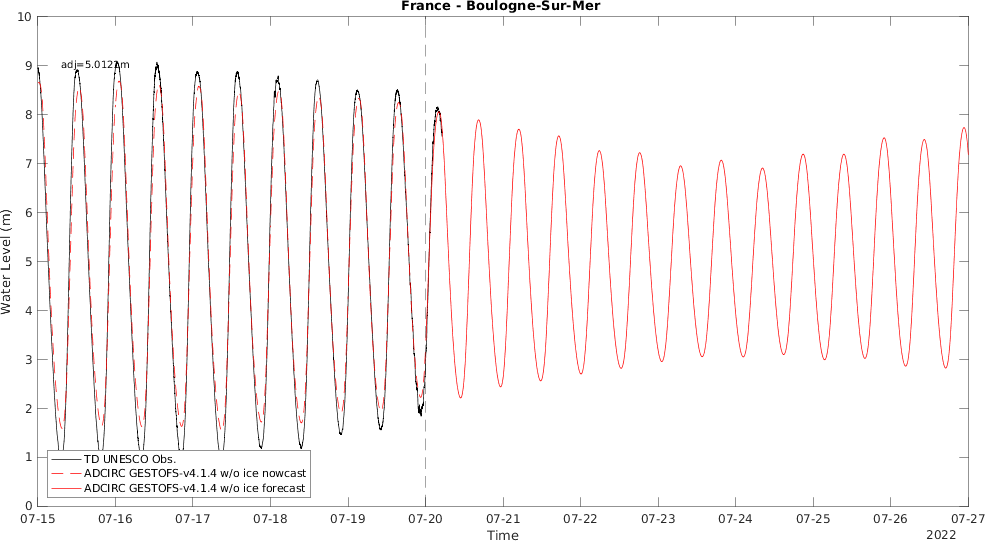 France - Boulogne-Sur-Mer
10
9
8
7
6
5
4
3
2
1
0
Water Level (m)
adj=5.0122m
TD UNESCO Obs.
ADCIRC GESTOFS-v4.1.4 w/o ice nowcast
ADCIRC GESTOFS-v4.1.4 w/o ice forecast
07-15 07-16 07-17 07-18 07-19 07-20 07-21 07-22 07-23 07-24 07-25 07-26 07-27
Time
2022